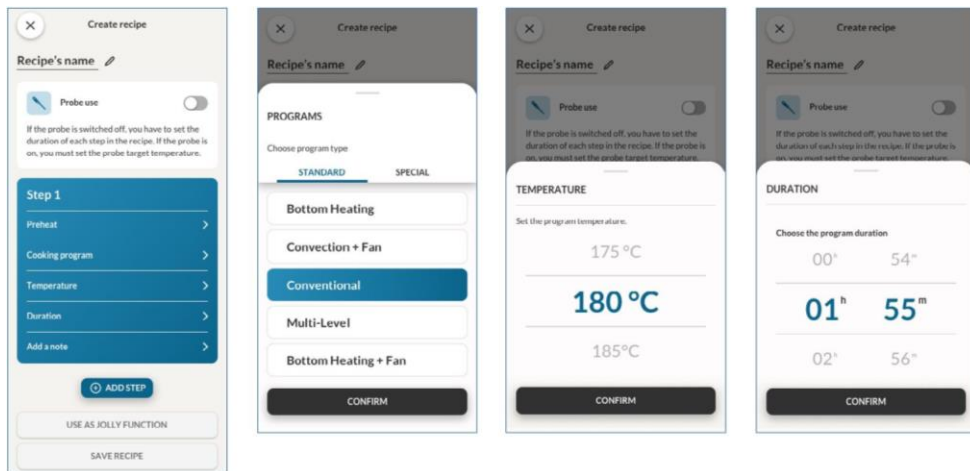 Create recipe
Recipe's name
Probe use
If the probe is switched off, you have to set the
duration of each step in the recipe. If the probe is
on, you must set the probe target temperature.
Step 1
Preheat
Cooking program
Temperature
Duration
Add a note
ADD STEP
USE AS JOLLY FUNCTION
SAVE RECIPE
Create recipe
Recipe's name
PROGRAMS
Choose program type
STANDARD SPECIAL
Bottom Heating
Convection + Fan
Conventional
Multi-Level
Bottom Heating + Fan
CONFIRM
Create recipe
Recipe's name
Probe use
If the probe is switched off, you have to set the
duration of each step in the recipe. If the probe is
on, you must set the probe target temperature.
TEMPERATURE
Set the program temperature.
175 °C
180 °C
185°C
CONFIRM
Create recipe
Recipe's name
Probe use
If the probe is switched off, you have to set the
duration of each step in the recipe. If the probe is
on, you must set the probe target temperature.
DURATION
Choose the program duration
00h 54m
01h 55m
02h 56m
CONFIRM